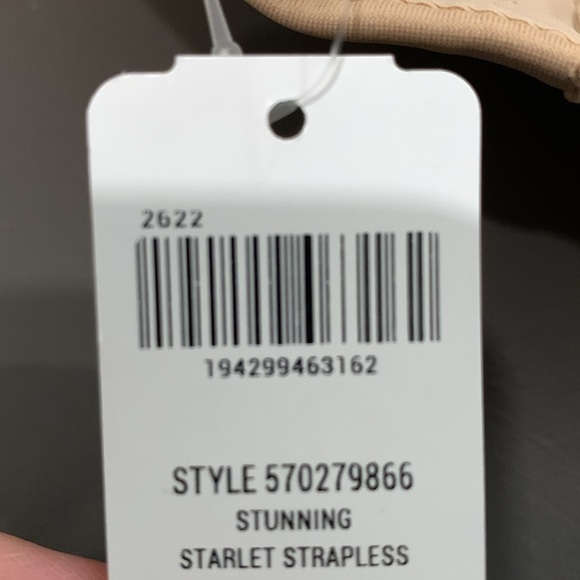 2622
194299463162
STYLE 570279866
STUNNING
STARLET STRAPLESS